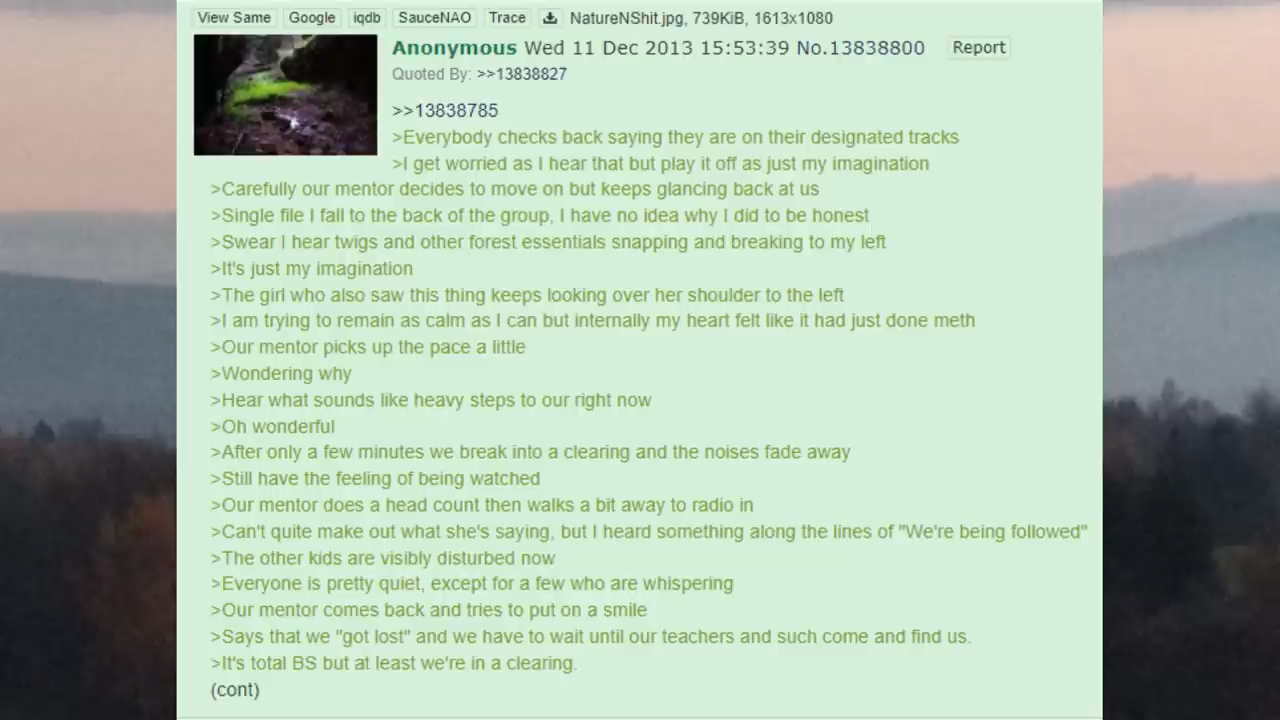 View Same Google iqdb SauceNAO Trace NatureNShit.jpg, 739KiB, 1613x1080
Anonymous Wed 11 Dec 2013 15:53:39 No.13838800 Report
Quoted By: >>13838827
>>13838785
>Everybody checks back saying they are on their designated tracks
>I get worried as I hear that but play it off as just my imagination
>Carefully our mentor decides to move on but keeps glancing back at us
>Single file I fall to the back of the group, I have no idea why I did to be honest
>Swear I hear twigs and other forest essentials snapping and breaking to my left
>It's just my imagination
>The girl who also saw this thing keeps looking over her shoulder to the left
>I am trying to remain as calm as I can but internally my heart felt like it had just done meth
>Our mentor picks up the pace a little
>Wondering why
>Hear what sounds like heavy steps to our right now
>Oh wonderful
>After only a few minutes we break into a clearing and the noises fade away
>Still have the feeling of being watched
>Our mentor does a head count then walks a bit away to radio in
>Can't quite make out what she's saying, but I heard something along the lines of "We're being followed"
>The other kids are visibly disturbed now
>Everyone is pretty quiet, except for a few who are whispering
>Our mentor comes back and tries to put on a smile
>Says that we "got lost" and we have to wait until our teachers and such come and find us.
>It's total BS but at least we're in a clearing.
(cont)